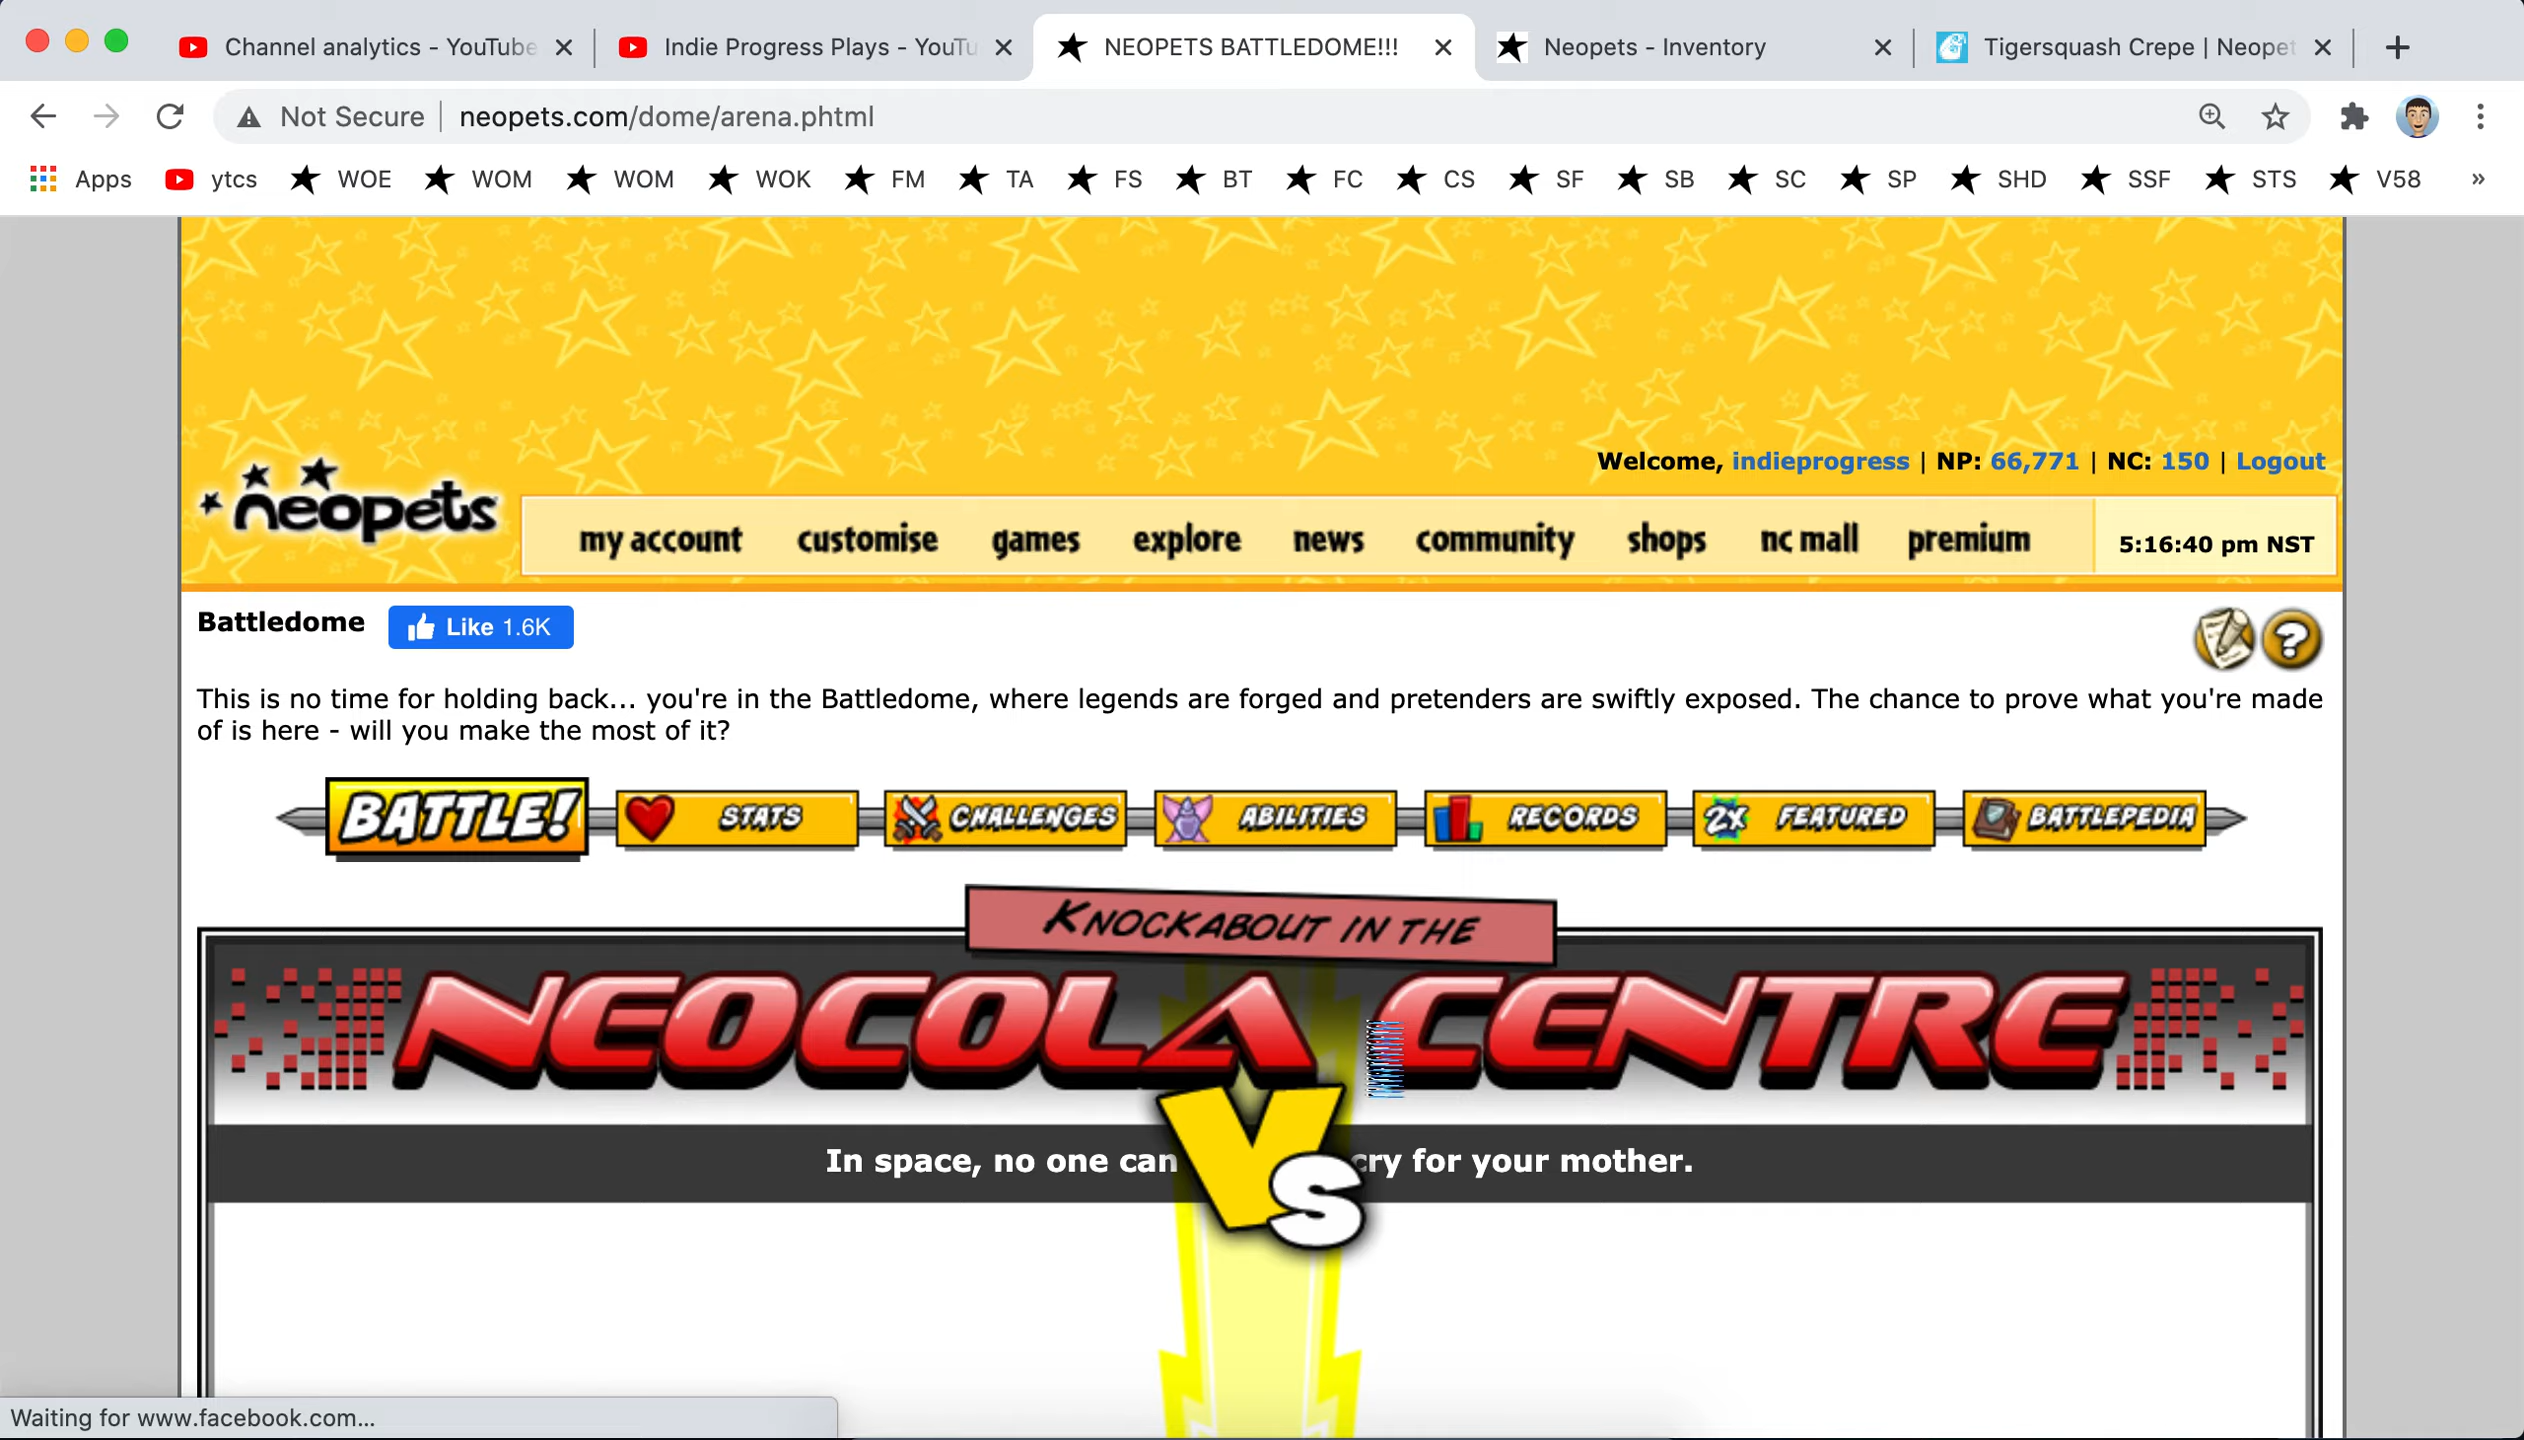 Channel analytics - YouTube
Indie Progress Plays - YouTu
NEOPETS BATTLEDOME!!!
Neopets - Inventory
Tigersquash Crepe | Neopet
Not Secure
neopets.com/dome/arena.phtml
Apps ytcs WOE WOM WOM WOK FM TA FS BT FC CS SF SB SC SP SHD SSF STS V58 »
Welcome, indieprogress | NP: 66,771 | NC: 150 | Logout
neopets
my account customise games explore news community shops nc mall premium 5:16:40 pm NST
Battledome Like 1.6K
This is no time for holding back... you're in the Battledome, where legends are forged and pretenders are swiftly exposed. The chance to prove what you're made
of is here - will you make the most of it?
BATTLE! STATS CHALLENGES ABILITIES RECORDS 2X FEATURED BATTLEPEDIA
KNOCKABOUT IN THE
NEOCOLA CENTRE
In space, no one can cry for your mother.
Vs
Waiting for www.facebook.com...